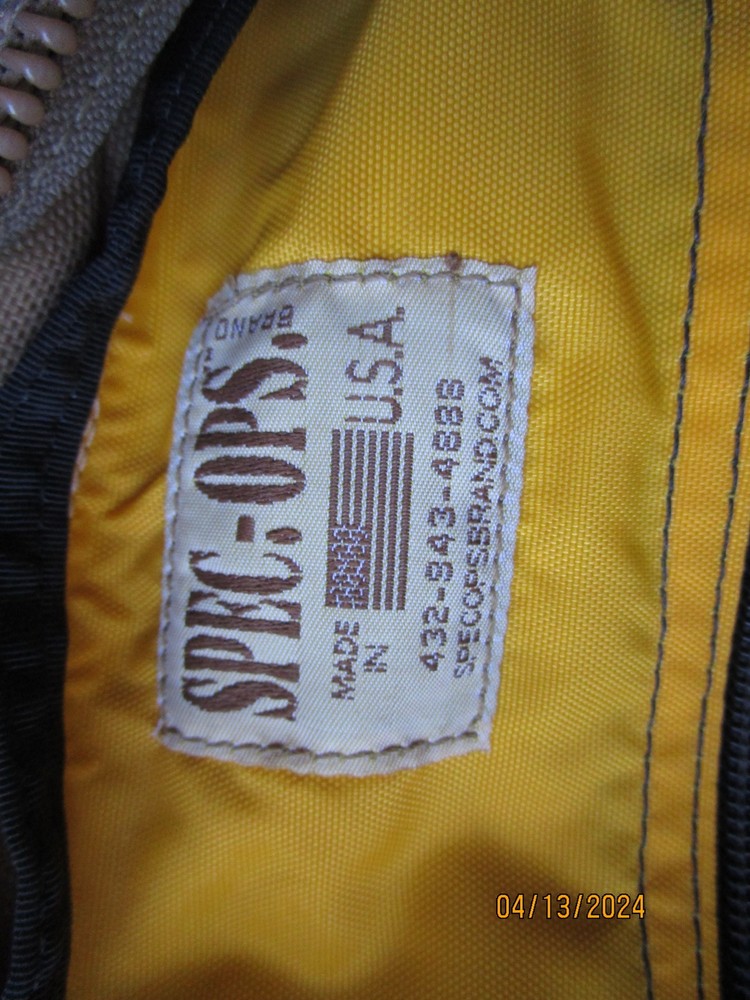 SPEC.-OPS.
BRAND
MADE
IN
U.S.A.
432-943-4888
SPECOPSBRAND.COM
04/13/2024